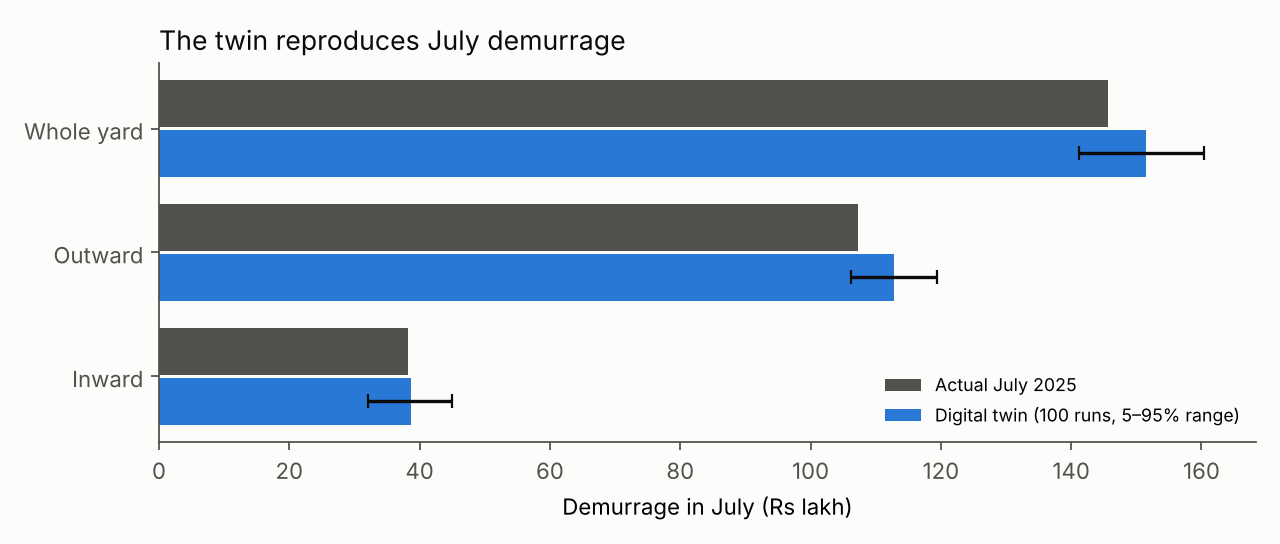 The twin reproduces July demurrage
Whole yard
Outward
Inward
Actual July 2025
Digital twin (100 runs, 5–95% range)
0 20 40 60 80 100 120 140 160
Demurrage in July (Rs lakh)